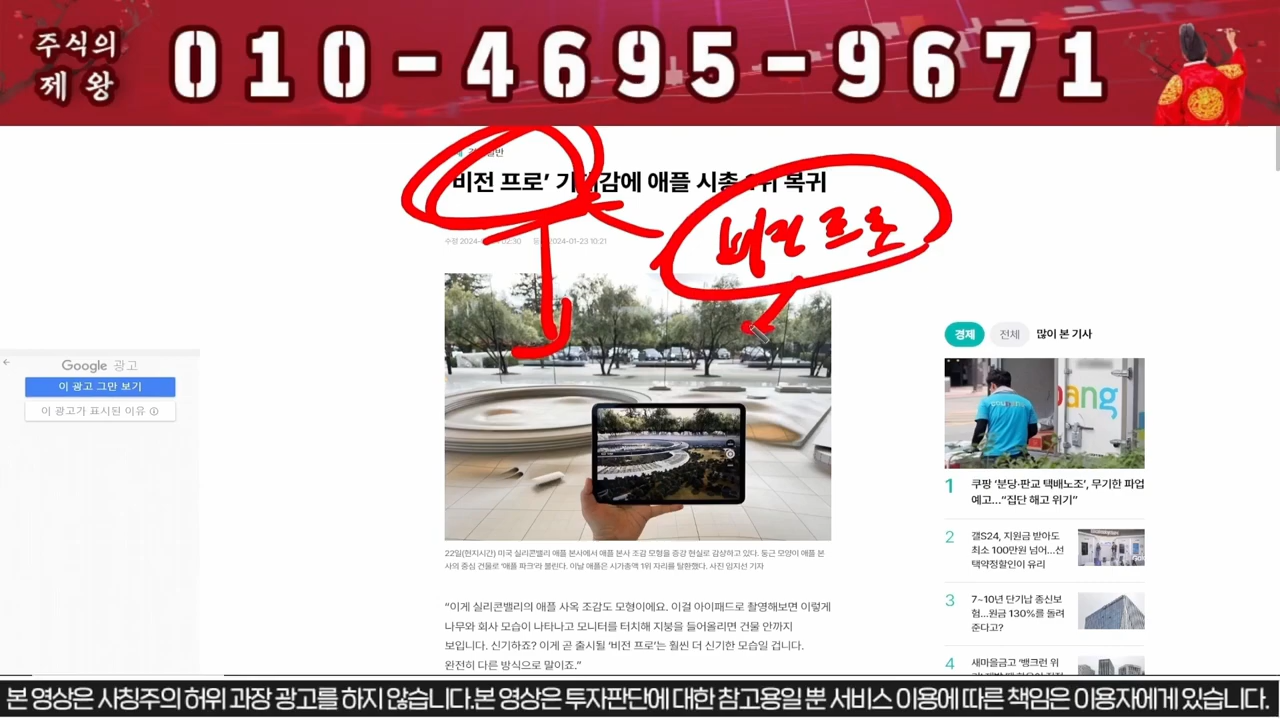 주식의
제 왕
010-4695-9671
비전 프로’ 기대감에 애플 시총 1위 복귀
비전 프로
2024-01-23 10:21
Google 광고
이 광고 그만 보기
이 광고가 표시된 이유
경제
전체
많이 본 기사
bang
1
쿠팡 ‘분당·판교 택배노조’, 무기한 파업
예고…“집단 해고 위기”
2
갤S24, 지원금 받아도
최소 100만원 넘어…선
택약정할인이 유리
3
7~10년 단기납 종신보
험…원금 130%를 돌려
준다고?
4
새마을금고 ‘뱅크런 위
22일(현지시간) 미국 실리콘밸리 애플 본사에서 애플 본사 조감 모형을 증강 현실로 감상하고 있다. 둥근 모양이 애플 본
사의 중심 건물로 ‘애플 파크’라 불린다. 이날 애플은 시가총액 1위 자리를 탈환했다. 사진 임지선 기자
“이게 실리콘밸리의 애플 사옥 조감도 모형이에요. 이걸 아이패드로 촬영해보면 이렇게
나무와 회사 모습이 나타나고 모니터를 터치해 지붕을 들어올리면 건물 안까지
보입니다. 신기하죠? 이게 곧 출시될 ‘비전 프로’는 훨씬 더 신기한 모습일 겁니다.
완전히 다른 방식으로 말이죠.”
본 영상은 사칭주의 허위 과장 광고를 하지 않습니다.본 영상은 투자판단에 대한 참고용일 뿐 서비스 이용에 따른 책임은 이용자에게 있습니다.